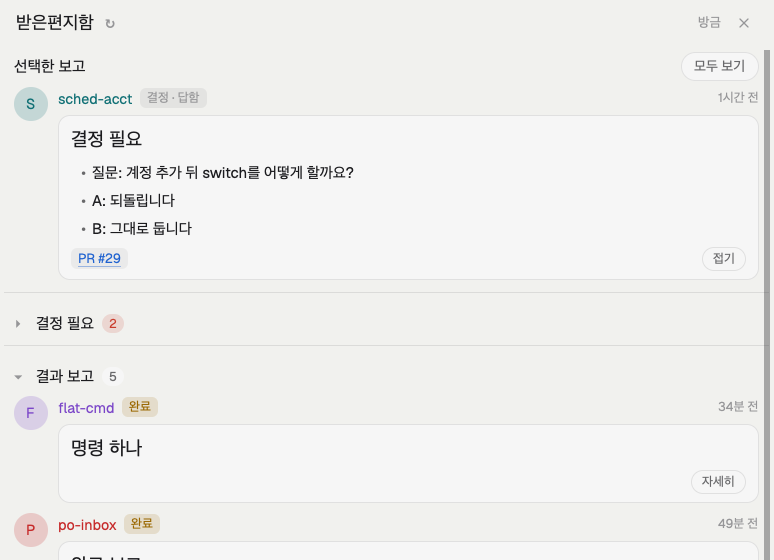 받은편지함 ↻ 방금 ×
선택한 보고 모두 보기
S sched-acct 결정 · 답함 1시간 전
결정 필요
• 질문: 계정 추가 뒤 switch를 어떻게 할까요?
• A: 되돌립니다
• B: 그대로 둡니다
PR #29 접기
결정 필요 2
결과 보고 5
F flat-cmd 완료 34분 전
명령 하나
자세히
P po-inbox 완료 49분 전